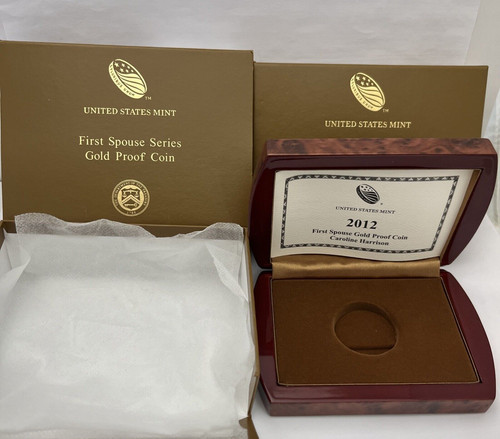 UNITED STATES MINT
First Spouse Series
Gold Proof Coin
UNITED STATES MINT
UNITED STATES MINT
2012
First Spouse Gold Proof Coin
Caroline Harrison